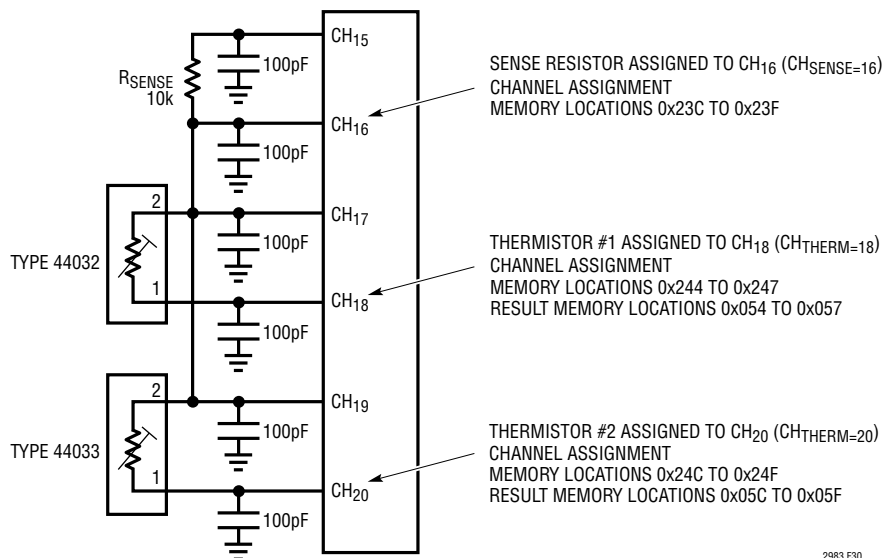 CH15
100pF
RSENSE
10k
SENSE RESISTOR ASSIGNED TO CH16 (CHSENSE=16)
CHANNEL ASSIGNMENT
MEMORY LOCATIONS 0x23C TO 0x23F
CH16
100pF
2
CH17
100pF
TYPE 44032
THERMISTOR #1 ASSIGNED TO CH18 (CHTHERM=18)
CHANNEL ASSIGNMENT
MEMORY LOCATIONS 0x244 TO 0x247
RESULT MEMORY LOCATIONS 0x054 TO 0x057
1
CH18
100pF
2
CH19
100pF
TYPE 44033
THERMISTOR #2 ASSIGNED TO CH20 (CHTHERM=20)
CHANNEL ASSIGNMENT
MEMORY LOCATIONS 0x24C TO 0x24F
RESULT MEMORY LOCATIONS 0x05C TO 0x05F
1
CH20
100pF
2983 F30